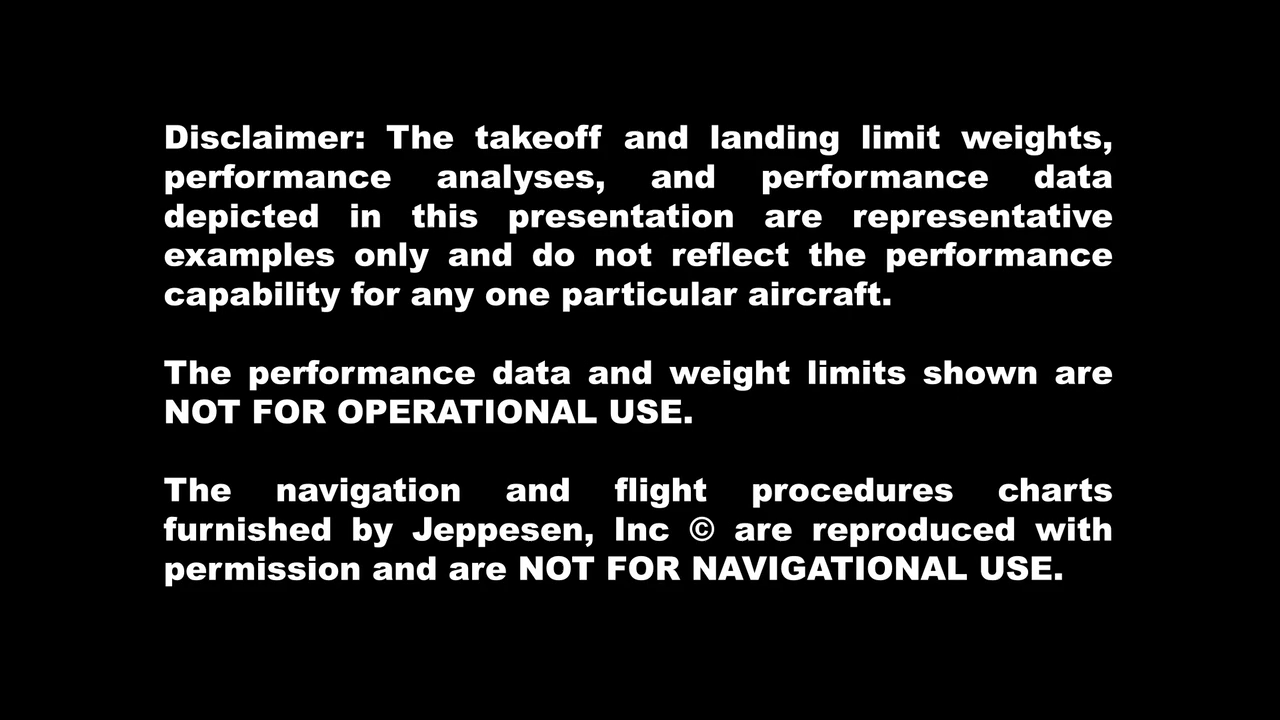 Disclaimer: The takeoff and landing limit weights,
performance analyses, and performance data
depicted in this presentation are representative
examples only and do not reflect the performance
capability for any one particular aircraft.
The performance data and weight limits shown are
NOT FOR OPERATIONAL USE.
The navigation and flight procedures charts
furnished by Jeppesen, Inc © are reproduced with
permission and are NOT FOR NAVIGATIONAL USE.